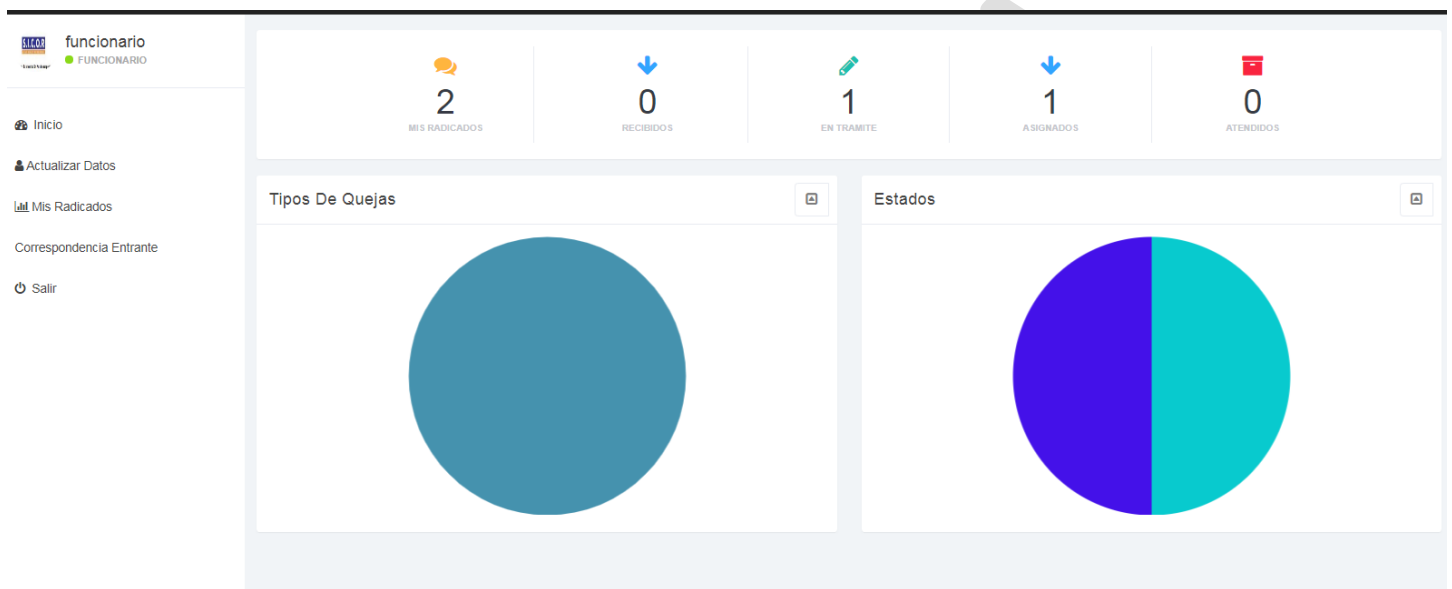 S.I.C.O.R
funcionario
FUNCIONARIO
Inicio
Actualizar Datos
Mis Radicados
Correspondencia Entrante
Salir
2
MIS RADICADOS
0
RECIBIDOS
1
EN TRAMITE
1
ASIGNADOS
0
ATENDIDOS
Tipos De Quejas
Estados